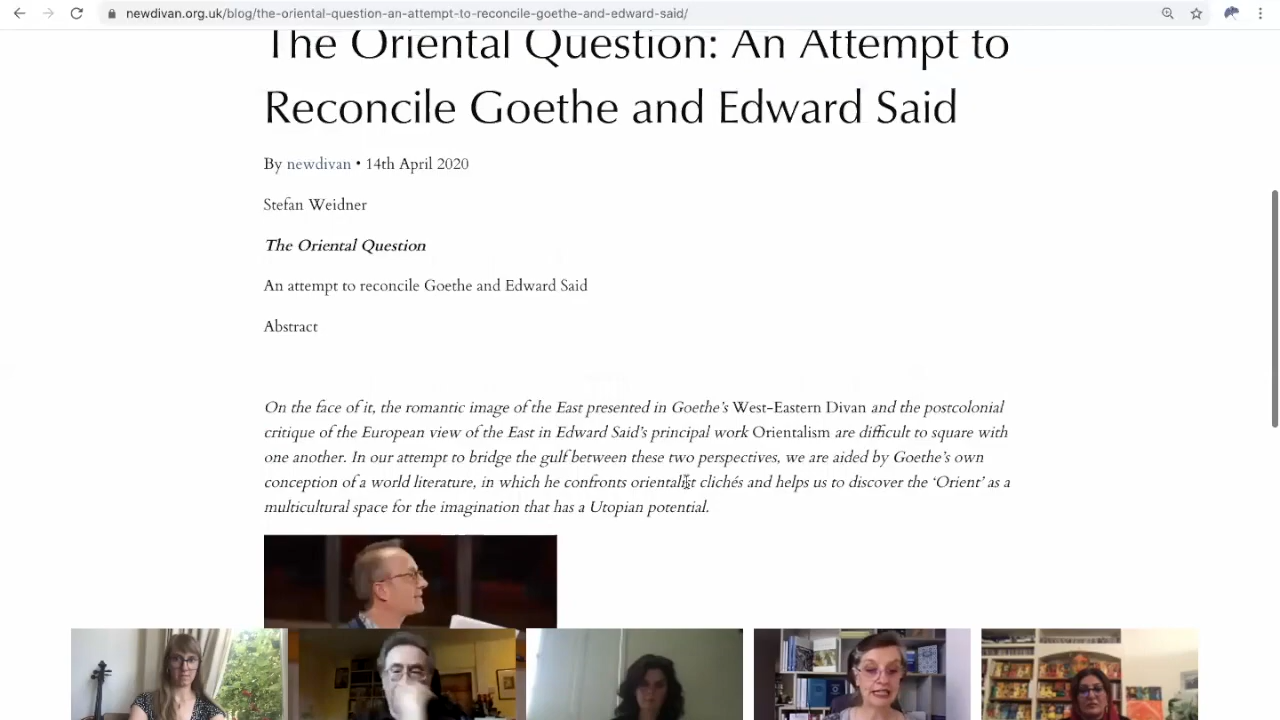 newdivan.org.uk/blog/the-oriental-question-an-attempt-to-reconcile-goethe-and-edward-said/
The Oriental Question: An Attempt to
Reconcile Goethe and Edward Said
By newdivan • 14th April 2020
Stefan Weidner
The Oriental Question
An attempt to reconcile Goethe and Edward Said
Abstract
On the face of it, the romantic image of the East presented in Goethe's West-Eastern Divan and the postcolonial
critique of the European view of the East in Edward Said's principal work Orientalism are difficult to square with
one another. In our attempt to bridge the gulf between these two perspectives, we are aided by Goethe's own
conception of a world literature, in which he confronts orientalist clichés and helps us to discover the 'Orient' as a
multicultural space for the imagination that has a Utopian potential.